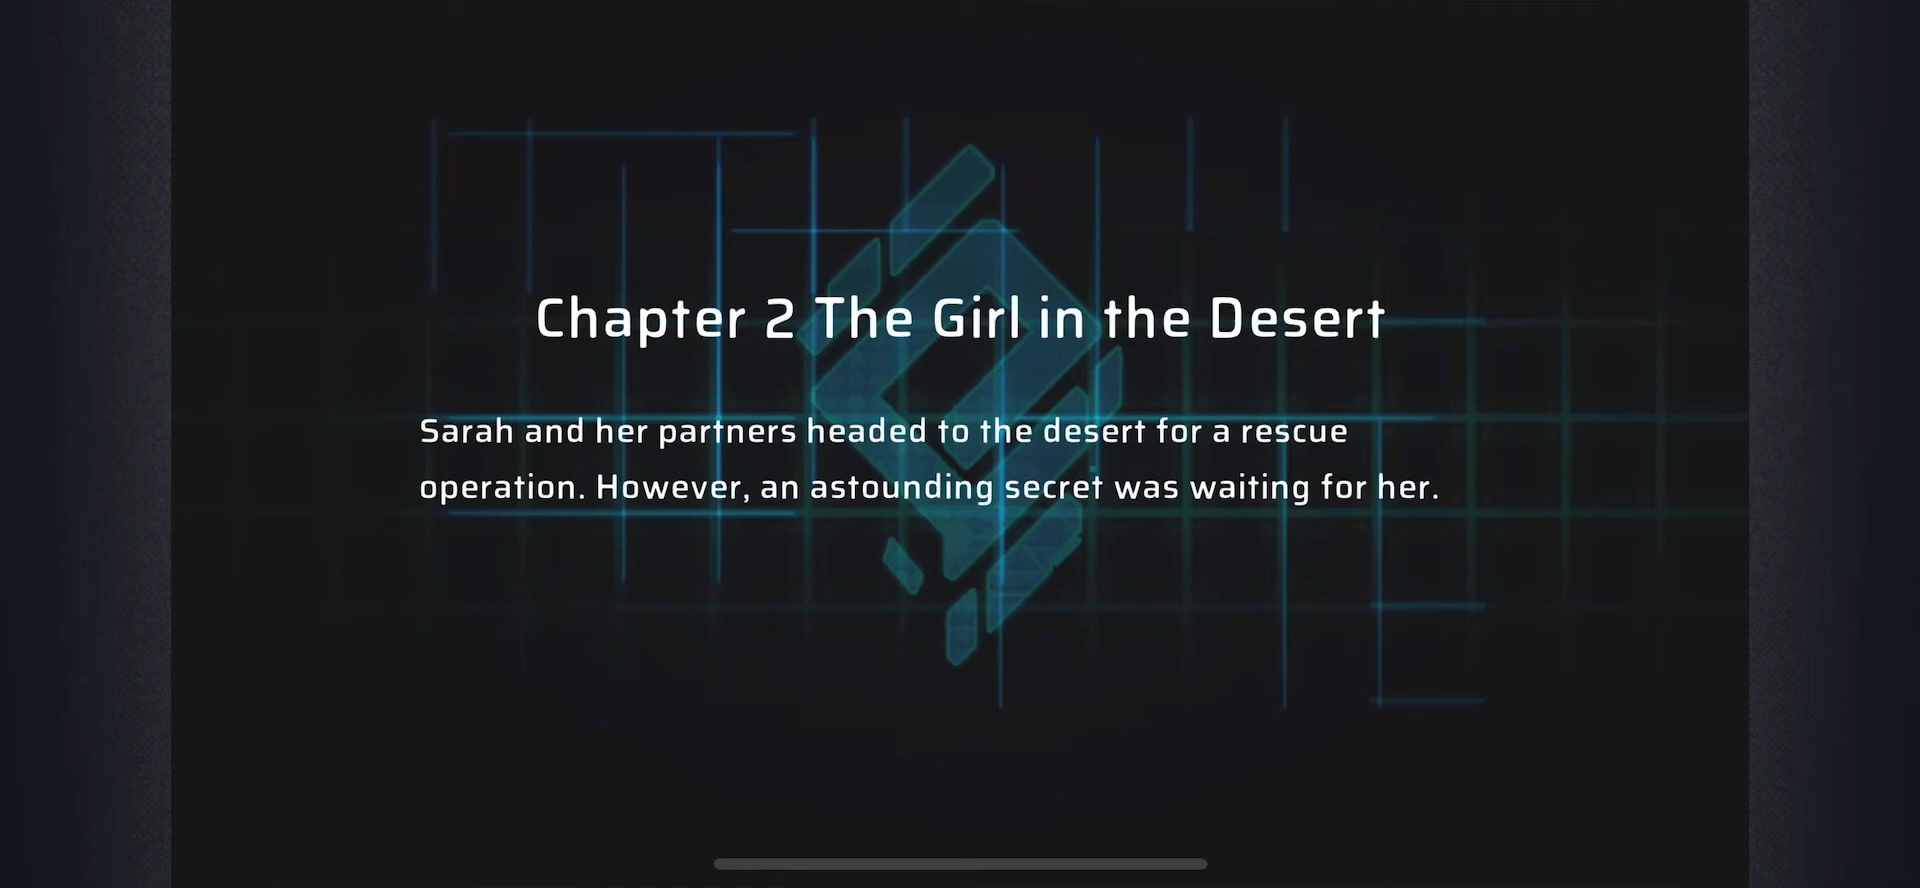 Chapter 2 The Girl in the Desert
Sarah and her partners headed to the desert for a rescue
operation. However, an astounding secret was waiting for her.